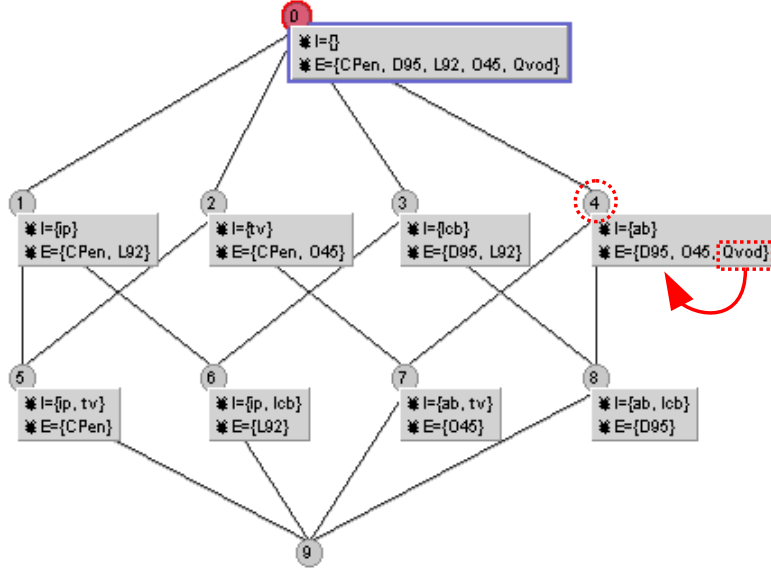 0
I={}
E={CPen, D95, L92, O45, Qvod}
1
2
3
4
I={ip}
E={CPen, L92}
I={tv}
E={CPen, O45}
I={lcb}
E={D95, L92}
I={ab}
E={D95, O45, Qvod}
5
6
7
8
I={ip, tv}
E={CPen}
I={ip, lcb}
E={L92}
I={ab, tv}
E={O45}
I={ab, lcb}
E={D95}
9